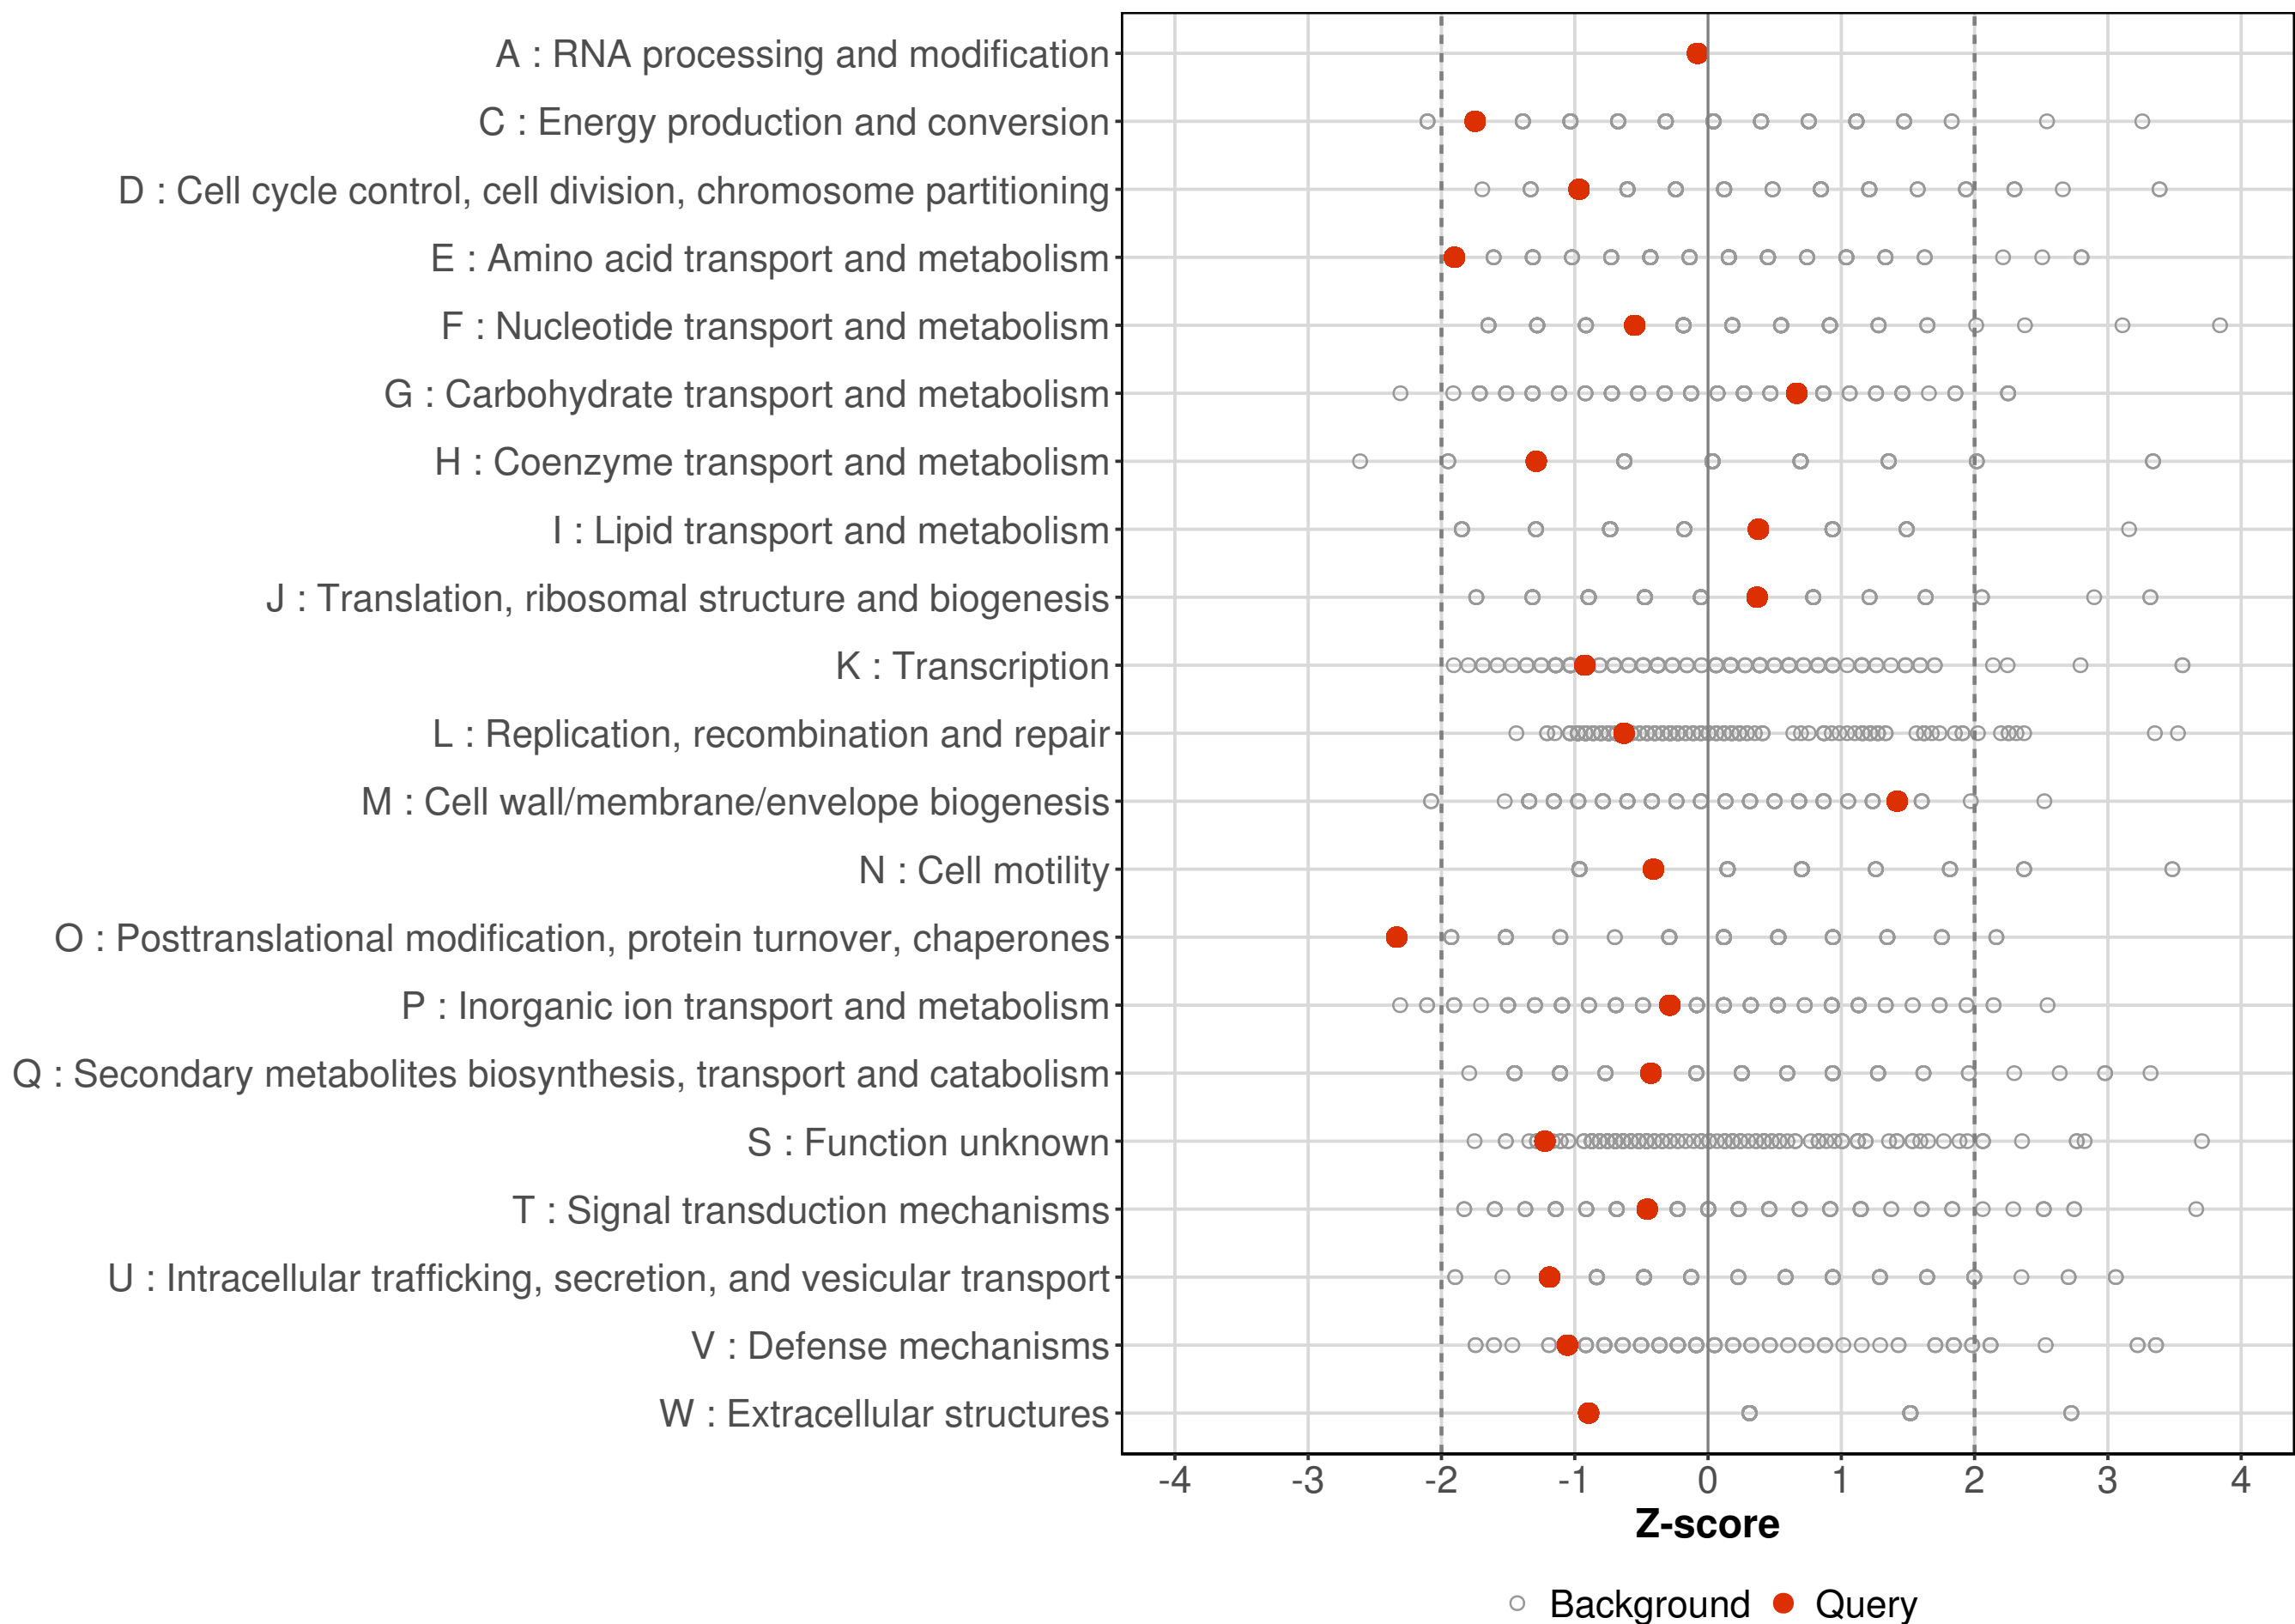 A : RNA processing and modification
C : Energy production and conversion
D : Cell cycle control, cell division, chromosome partitioning
E : Amino acid transport and metabolism
F : Nucleotide transport and metabolism
G : Carbohydrate transport and metabolism
H : Coenzyme transport and metabolism
I : Lipid transport and metabolism
J : Translation, ribosomal structure and biogenesis
K : Transcription
L : Replication, recombination and repair
M : Cell wall/membrane/envelope biogenesis
N : Cell motility
O : Posttranslational modification, protein turnover, chaperones
P : Inorganic ion transport and metabolism
Q : Secondary metabolites biosynthesis, transport and catabolism
S : Function unknown
T : Signal transduction mechanisms
U : Intracellular trafficking, secretion, and vesicular transport
V : Defense mechanisms
W : Extracellular structures
-4 -3 -2 -1 0 1 2 3 4
Z-score
Background Query